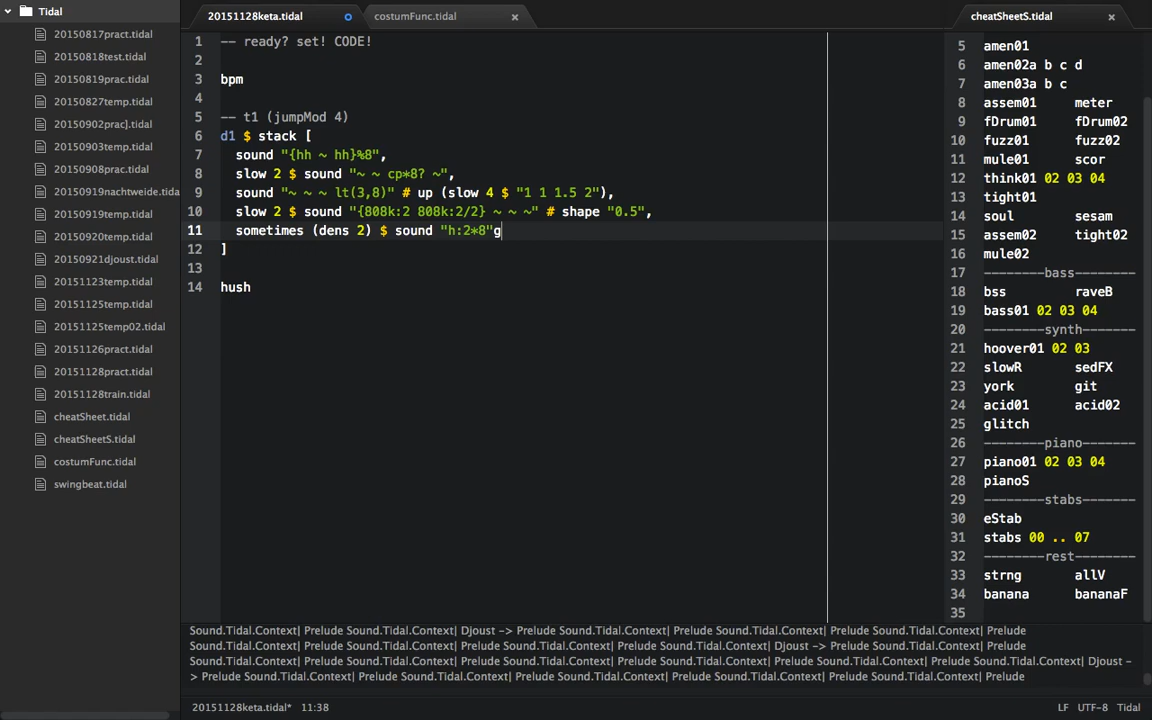 Tidal
20150817pract.tidal
20150818test.tidal
20150819prac.tidal
20150827temp.tidal
20150902prac].tidal
20150903temp.tidal
20150908prac.tidal
20150919nachtweide.tida
20150919temp.tidal
20150920temp.tidal
20150921djoust.tidal
20151123temp.tidal
20151125temp.tidal
20151125temp02.tidal
20151126pract.tidal
20151128pract.tidal
20151128train.tidal
cheatSheet.tidal
cheatSheetS.tidal
costumFunc.tidal
swingbeat.tidal
20151128keta.tidal
costumFunc.tidal
1 -- ready? set! CODE!
2
3 bpm
4
5 -- t1 (jumpMod 4)
6 d1 $ stack [
7 sound "{hh ~ hh}%8",
8 slow 2 $ sound "~ ~ cp*8? ~",
9 sound "~ ~ ~ lt(3,8)" # up (slow 4 $ "1 1 1.5 2"),
10 slow 2 $ sound "{808k:2 808k:2/2} ~ ~ ~" # shape "0.5",
11 sometimes (dens 2) $ sound "h:2*8"g
12 ]
13
14 hush
cheatSheetS.tidal
5 amen01
6 amen02a b c d
7 amen03a b c
8 assem01 meter
9 fDrum01 fDrum02
10 fuzz01 fuzz02
11 mule01 scor
12 think01 02 03 04
13 tight01
14 soul sesam
15 assem02 tight02
16 mule02
17 --------bass------
18 bss raveB
19 bass01 02 03 04
20 --------synth-------
21 hoover01 02 03
22 slowR sedFX
23 york git
24 acid01 acid02
25 glitch
26 --------piano-------
27 piano01 02 03 04
28 pianoS
29 --------stabs-------
30 eStab
31 stabs 00 .. 07
32 --------rest--------
33 strng allV
34 banana bananaF
35
Sound.Tidal.Context| Prelude Sound.Tidal.Context| Djoust -> Prelude Sound.Tidal.Context| Prelude Sound.Tidal.Context| Prelude Sound.Tidal.Context| Prelude
Sound.Tidal.Context| Prelude Sound.Tidal.Context| Prelude Sound.Tidal.Context| Prelude Sound.Tidal.Context| Djoust -> Prelude Sound.Tidal.Context| Prelude
Sound.Tidal.Context| Prelude Sound.Tidal.Context| Prelude Sound.Tidal.Context| Prelude Sound.Tidal.Context| Prelude Sound.Tidal.Context| Djoust -
> Prelude Sound.Tidal.Context| Prelude Sound.Tidal.Context| Prelude Sound.Tidal.Context| Prelude Sound.Tidal.Context| Prelude
20151128keta.tidal* 11:38 LF UTF-8 Tidal